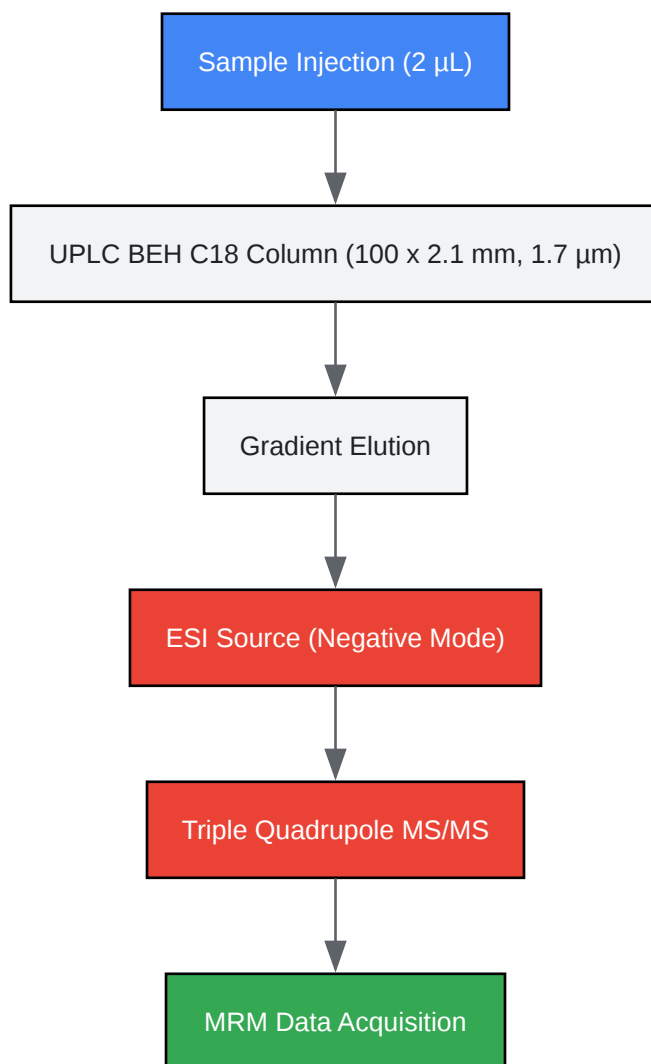 Sample Injection (2 µL)
UPLC BEH C18 Column (100 x 2.1 mm, 1.7 µm)
Gradient Elution
ESI Source (Negative Mode)
Triple Quadrupole MS/MS
MRM Data Acquisition